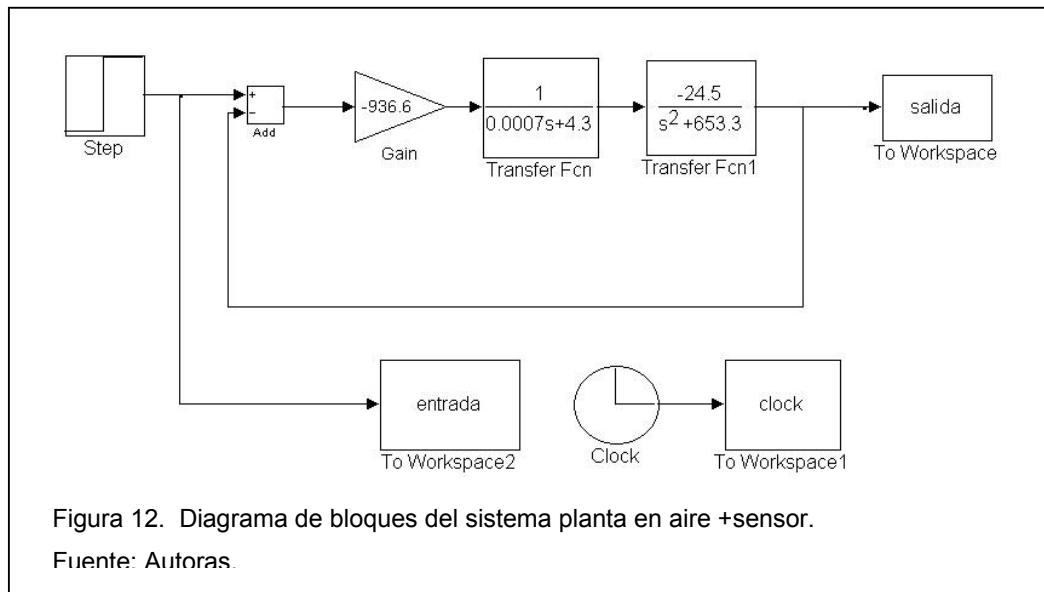 +
−
Add
Step
-936.6
Gain
1
0.0007s+4.3
Transfer Fcn
-24.5
s² +653.3
Transfer Fcn1
salida
To Workspace
entrada
To Workspace2
Clock
clock
To Workspace1
Figura 12. Diagrama de bloques del sistema planta en aire +sensor.
Fuente: Autoras.